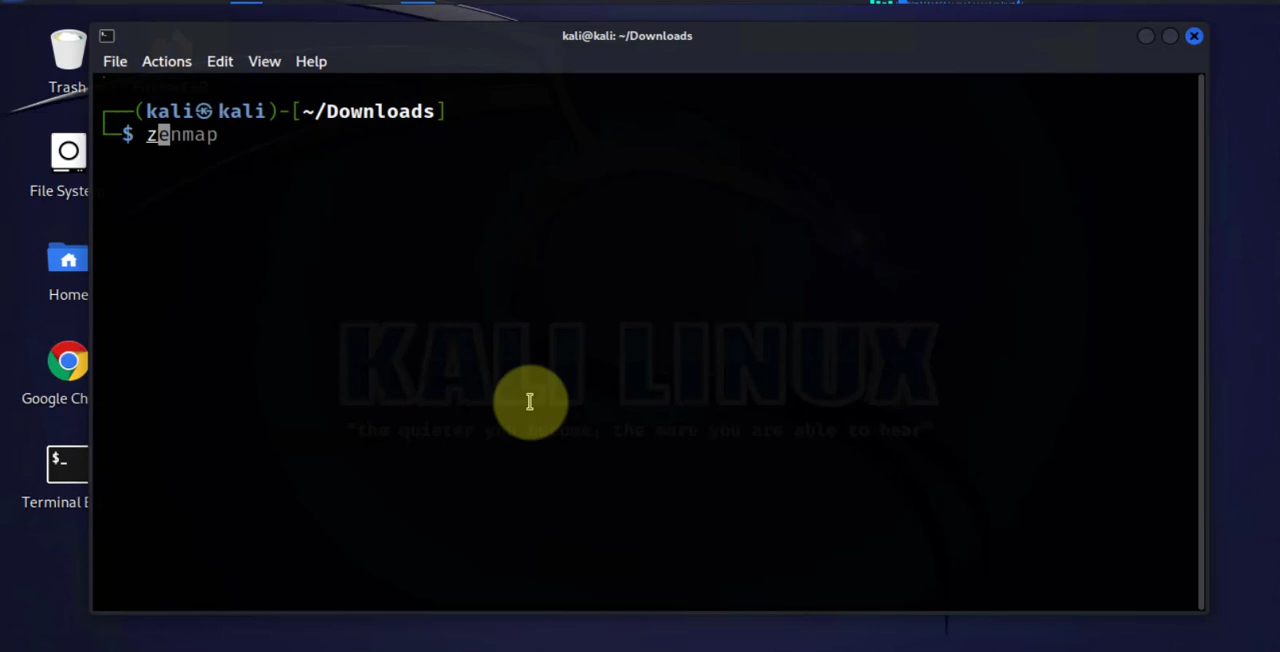 kali@kali: ~/Downloads
File Actions Edit View Help
Trash
(kali㉿kali)-[~/Downloads]
$ zenmap
File Syste
Home
KALI LINUX
"the quieter you become, the more you are able to hear"
Google Ch
$_
Terminal E